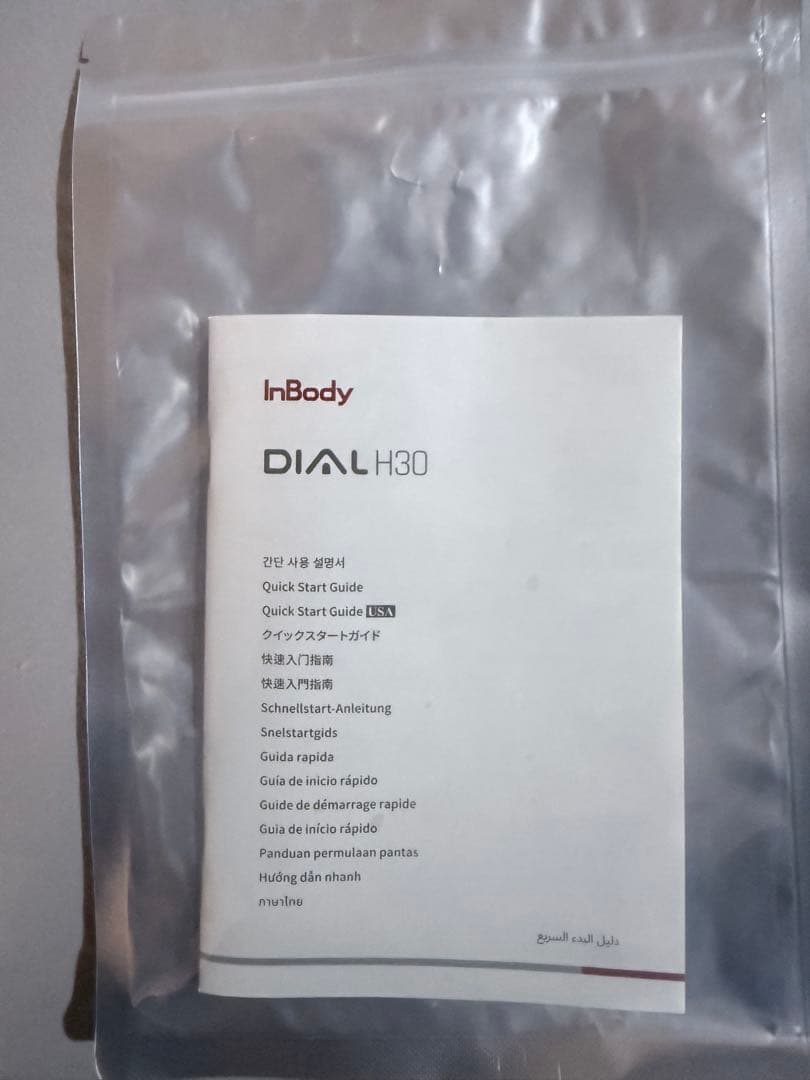 InBody
DIAL H30
간단 사용 설명서
Quick Start Guide
Quick Start Guide USA
クイックスタートガイド
快速入门指南
快速入門指南
Schnellstart-Anleitung
Snelstartgids
Guida rapida
Guía de inicio rápido
Guide de démarrage rapide
Guia de início rápido
Panduan permulaan pantas
Hướng dẫn nhanh
ภาษาไทย
دليل البدء السريع